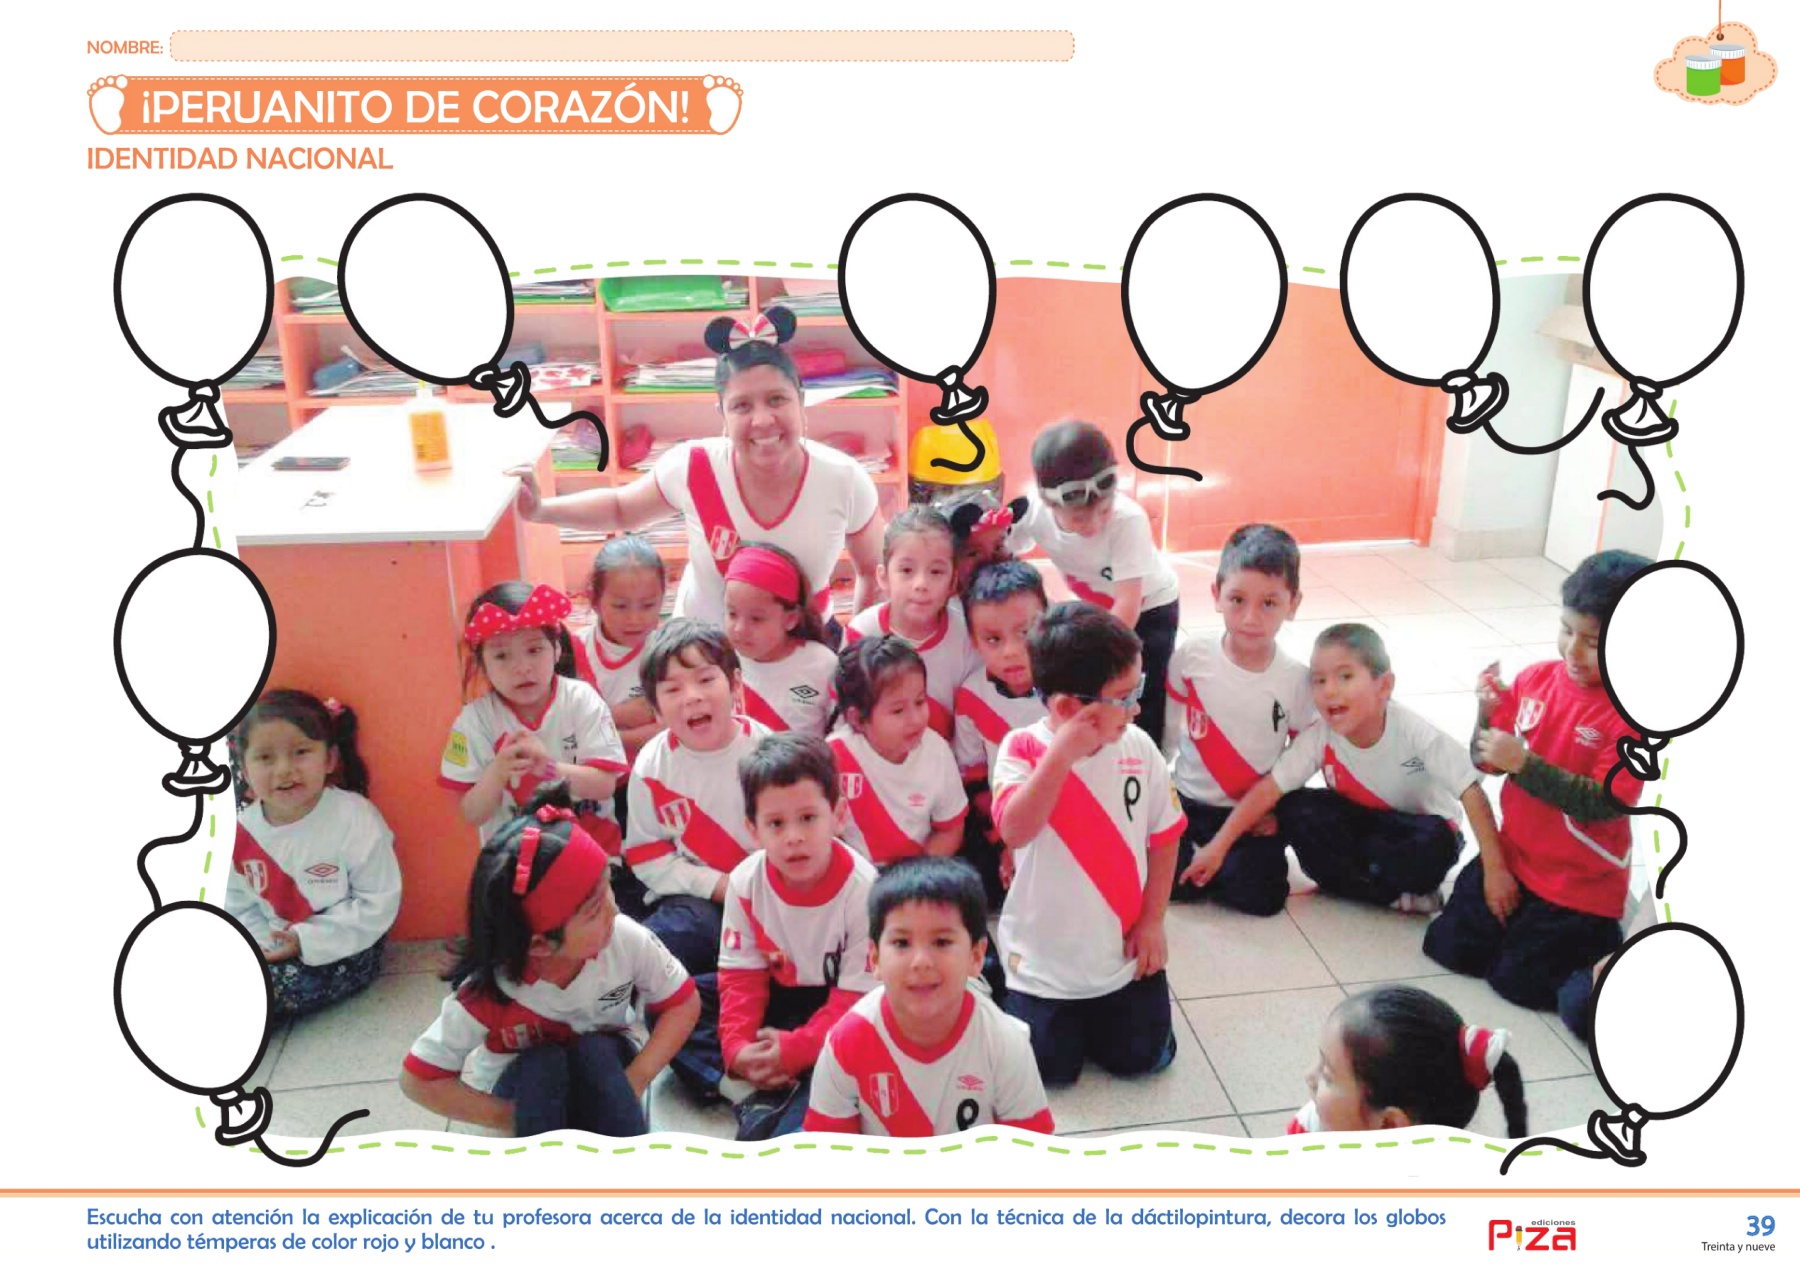 NOMBRE:
¡PERUANITO DE CORAZÓN!
IDENTIDAD NACIONAL
Escucha con atención la explicación de tu profesora acerca de la identidad nacional. Con la técnica de la dáctilopintura, decora los globos
utilizando témperas de color rojo y blanco .
ediciones
Piza
39
Treinta y nueve